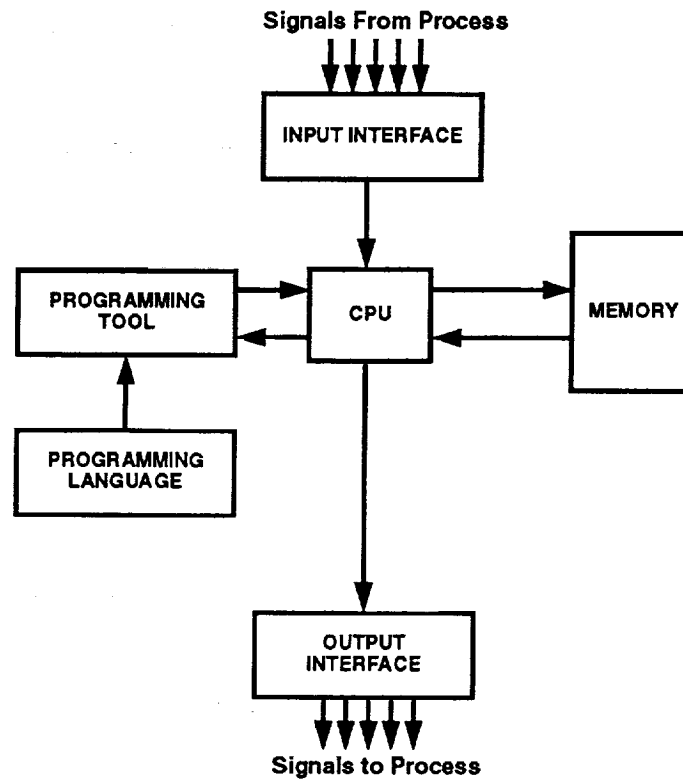 Signals From Process
INPUT INTERFACE
PROGRAMMING
TOOL
CPU
MEMORY
PROGRAMMING
LANGUAGE
OUTPUT
INTERFACE
Signals to Process